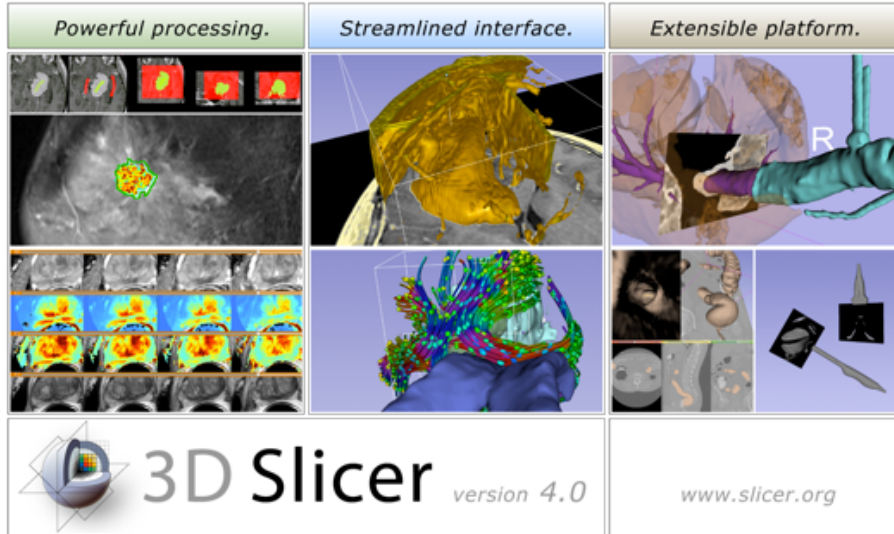 Powerful processing.
Streamlined interface.
Extensible platform.
R
3D Slicer version 4.0
www.slicer.org